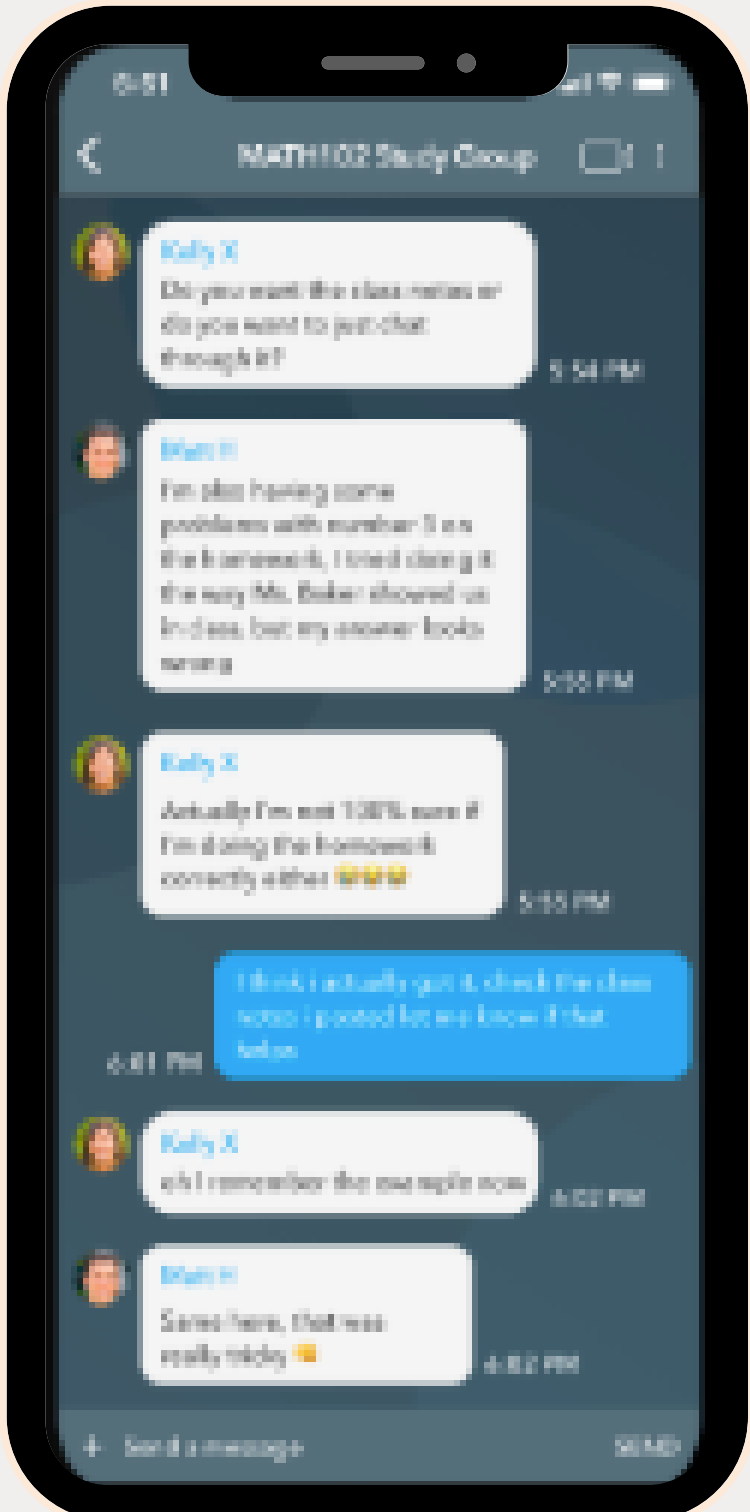 MATH102 Study Group
Kelly X
Do you want the class notes or
do you want to just chat
through it?
5:54 PM
Matt H
I'm also having some
problems with number 3 on
the homework, I tried doing it
the way Ms. Baker showed us
in class, but my answer looks
wrong
5:55 PM
Kelly X
Actually I'm not 100% sure if
I'm doing the homework
correctly either 😭😭😭
5:55 PM
I think i actually got it, check the class
notes i posted let me know if that
helps
6:01 PM
Kelly X
oh I remember the example now
6:02 PM
Matt H
Same here, that was
really tricky
6:02 PM
Send a message
SEND